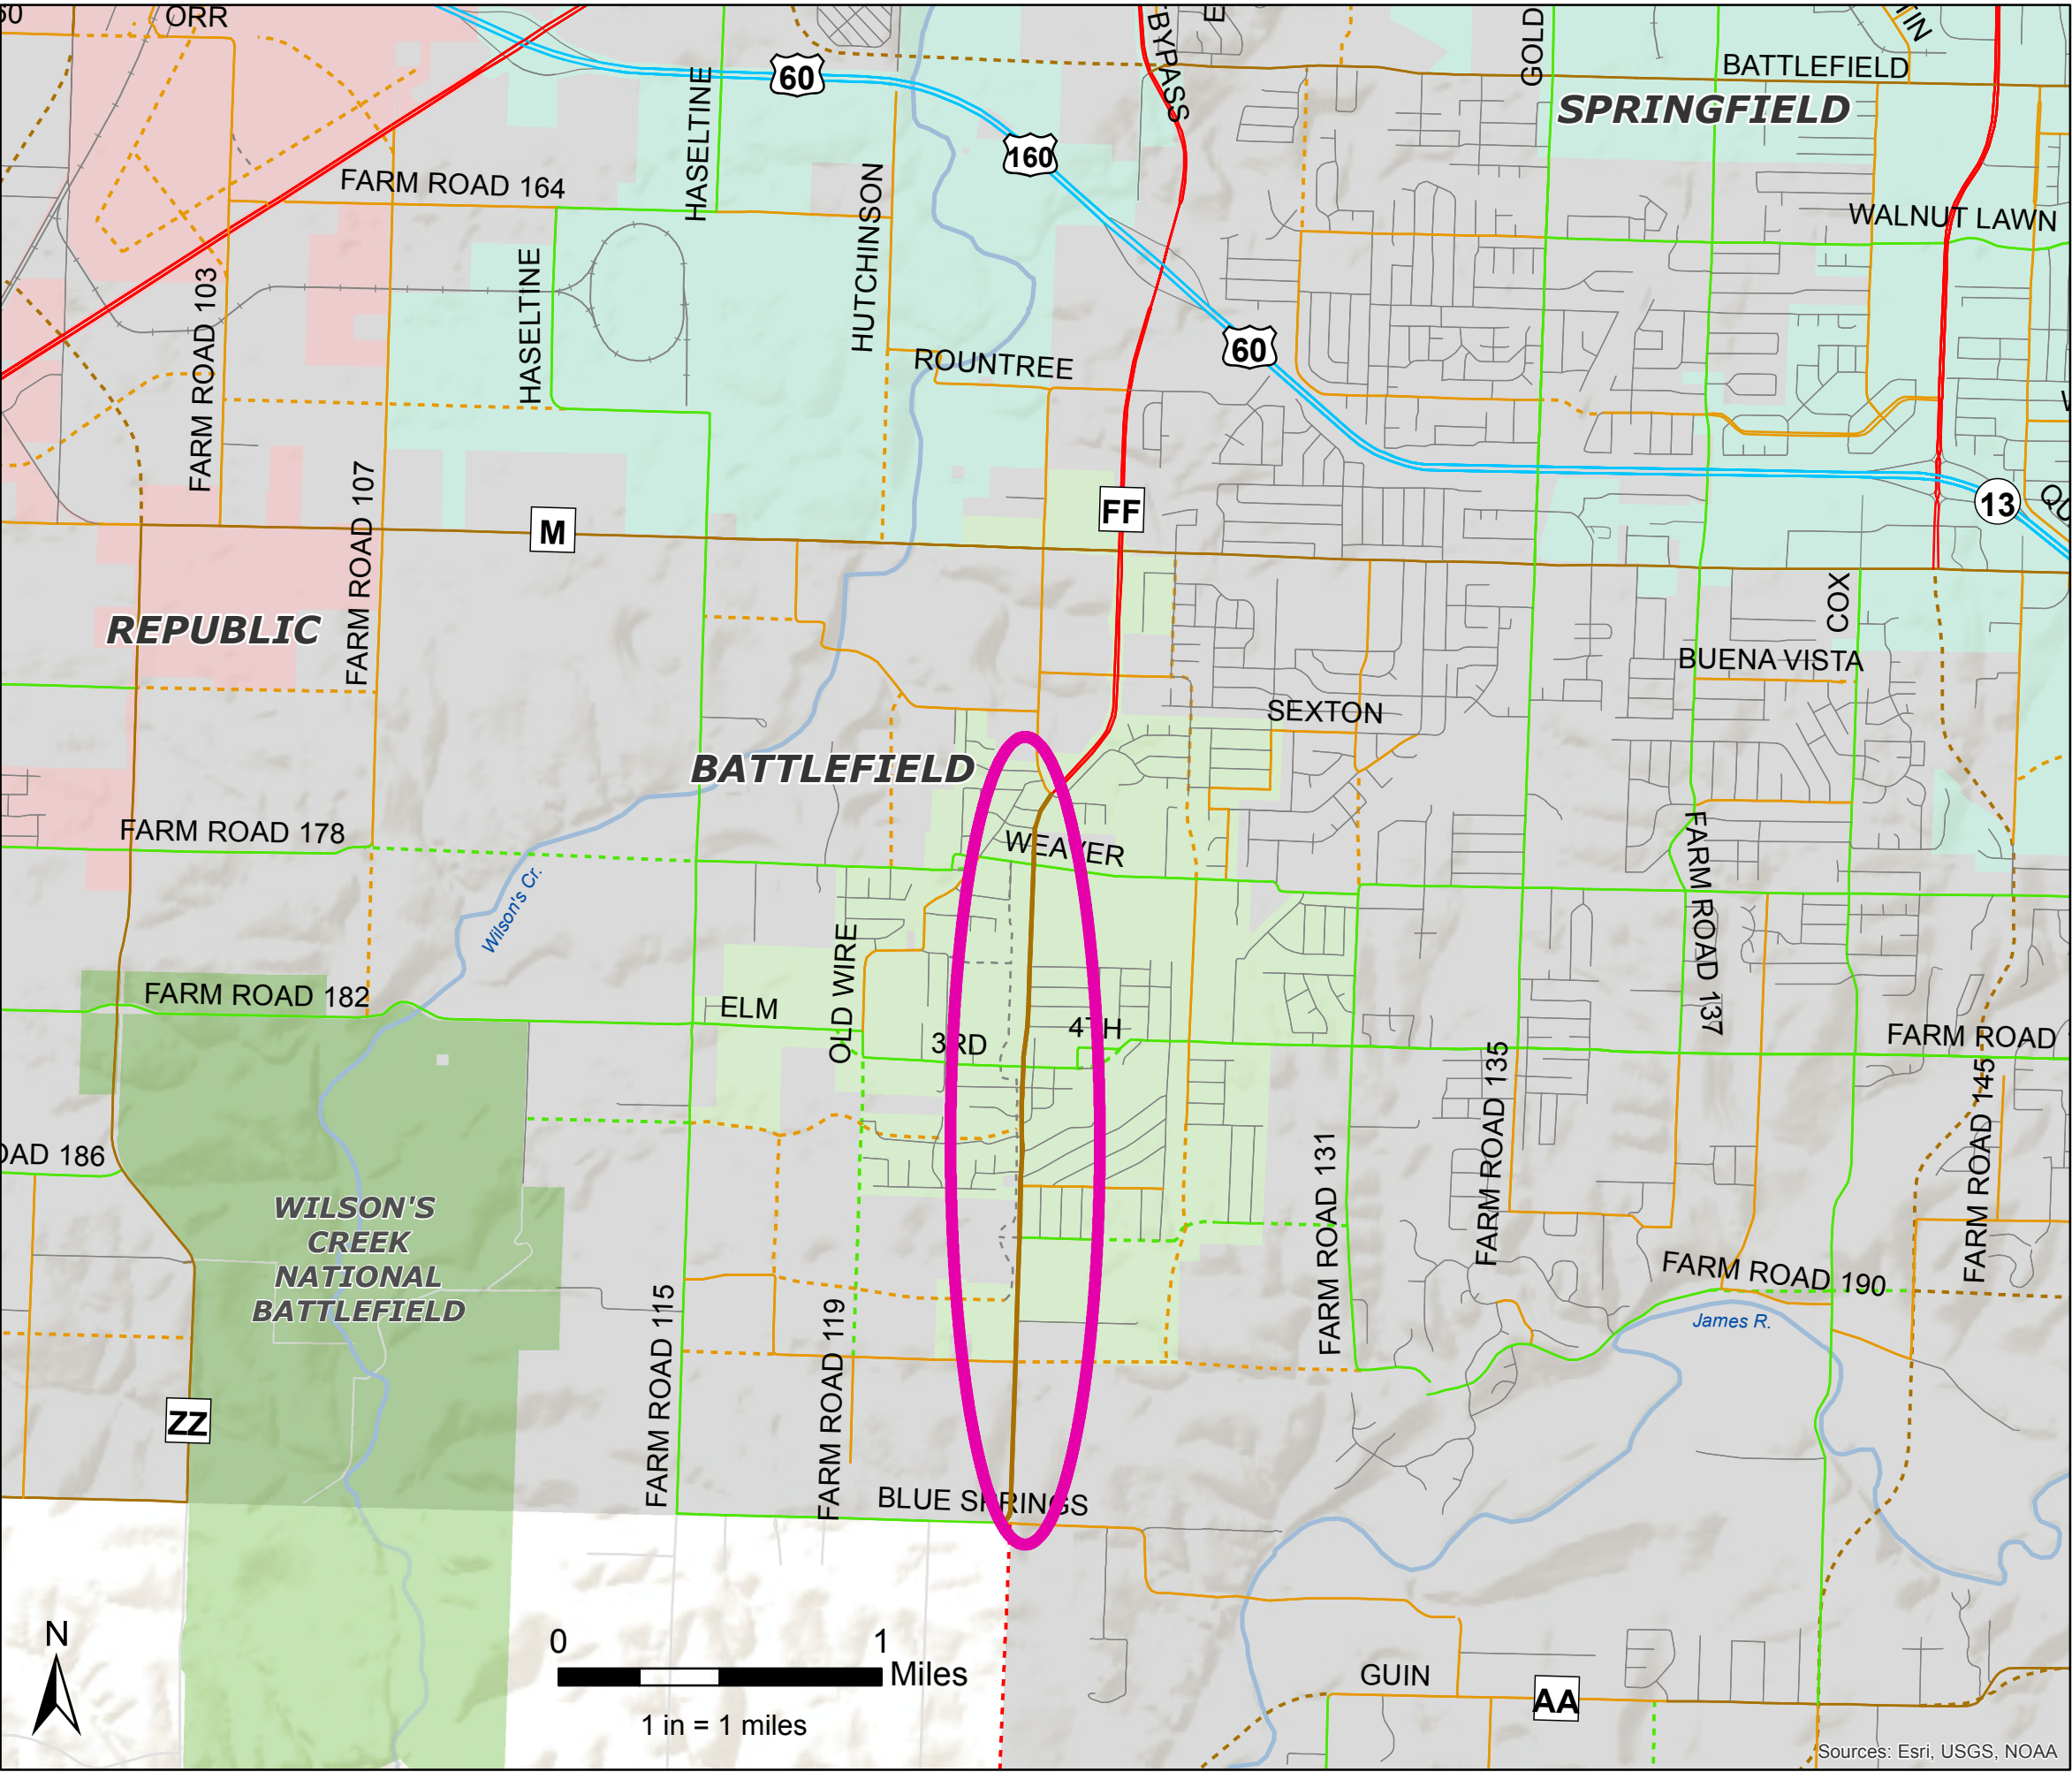 ORR
BYPASS
GOLD
BATTLEFIELD
SPRINGFIELD
60
160
HASELTINE
FARM ROAD 164
HUTCHINSON
WALNUT LAWN
FARM ROAD 103
HASELTINE
ROUNTREE
60
FARM ROAD 107
M
FF
13
REPUBLIC
COX
BUENA VISTA
SEXTON
BATTLEFIELD
FARM ROAD 178
WEAVER
FARM ROAD 137
Wilson's Cr.
OLD WIRE
FARM ROAD 182
ELM
3RD
4TH
FARM ROAD
FARM ROAD 135
FARM ROAD 145
OAD 186
FARM ROAD 131
WILSON'S
CREEK
NATIONAL
BATTLEFIELD
FARM ROAD 190
James R.
FARM ROAD 115
FARM ROAD 119
ZZ
BLUE SPRINGS
N
0 1
Miles
1 in = 1 miles
GUIN
AA
Sources: Esri, USGS, NOAA